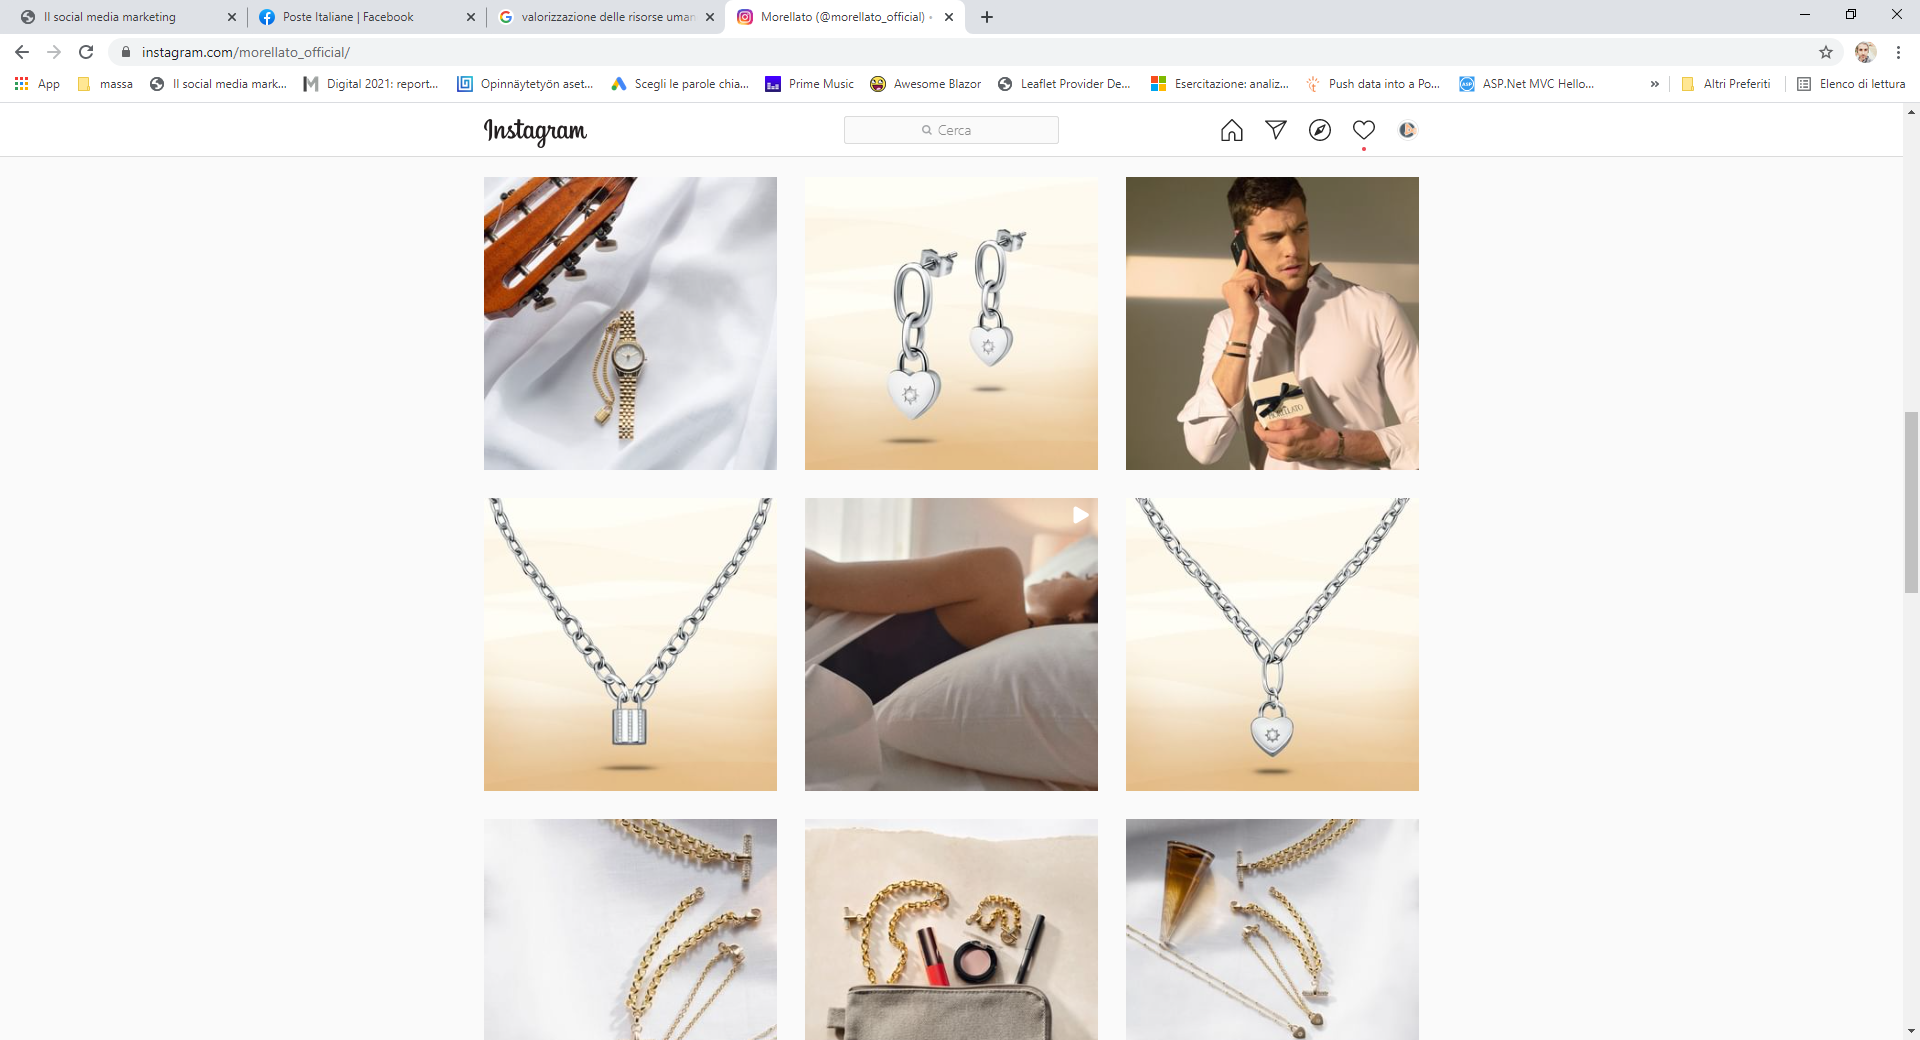 Il social media marketing
Poste Italiane | Facebook
valorizzazione delle risorse uman
Morellato (@morellato_official) •
instagram.com/morellato_official/
App
massa
Il social media mark...
Digital 2021: report...
Opinnäytetyön aset...
Scegli le parole chia...
Prime Music
Awesome Blazor
Leaflet Provider De...
Esercitazione: analiz...
Push data into a Po...
ASP.Net MVC Hello...
»
Altri Preferiti
Elenco di lettura
Instagram
Cerca
MORELLATO